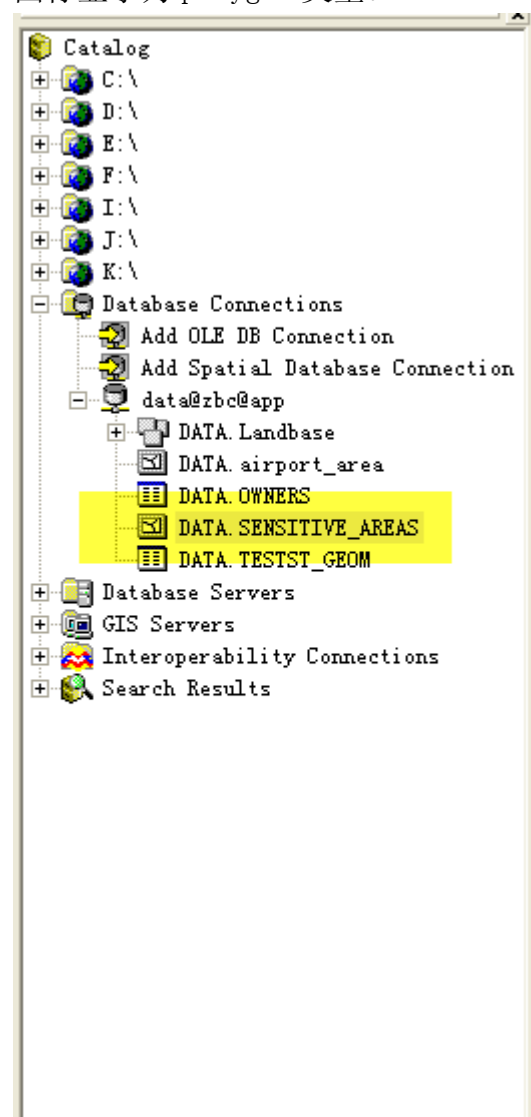 Catalog
C:\
D:\
E:\
F:\
I:\
J:\
K:\
Database Connections
Add OLE DB Connection
Add Spatial Database Connection
data@zbc@app
DATA.Landbase
DATA.airport_area
DATA.OWNERS
DATA.SENSITIVE_AREAS
DATA.TESTST_GEOM
Database Servers
GIS Servers
Interoperability Connections
Search Results